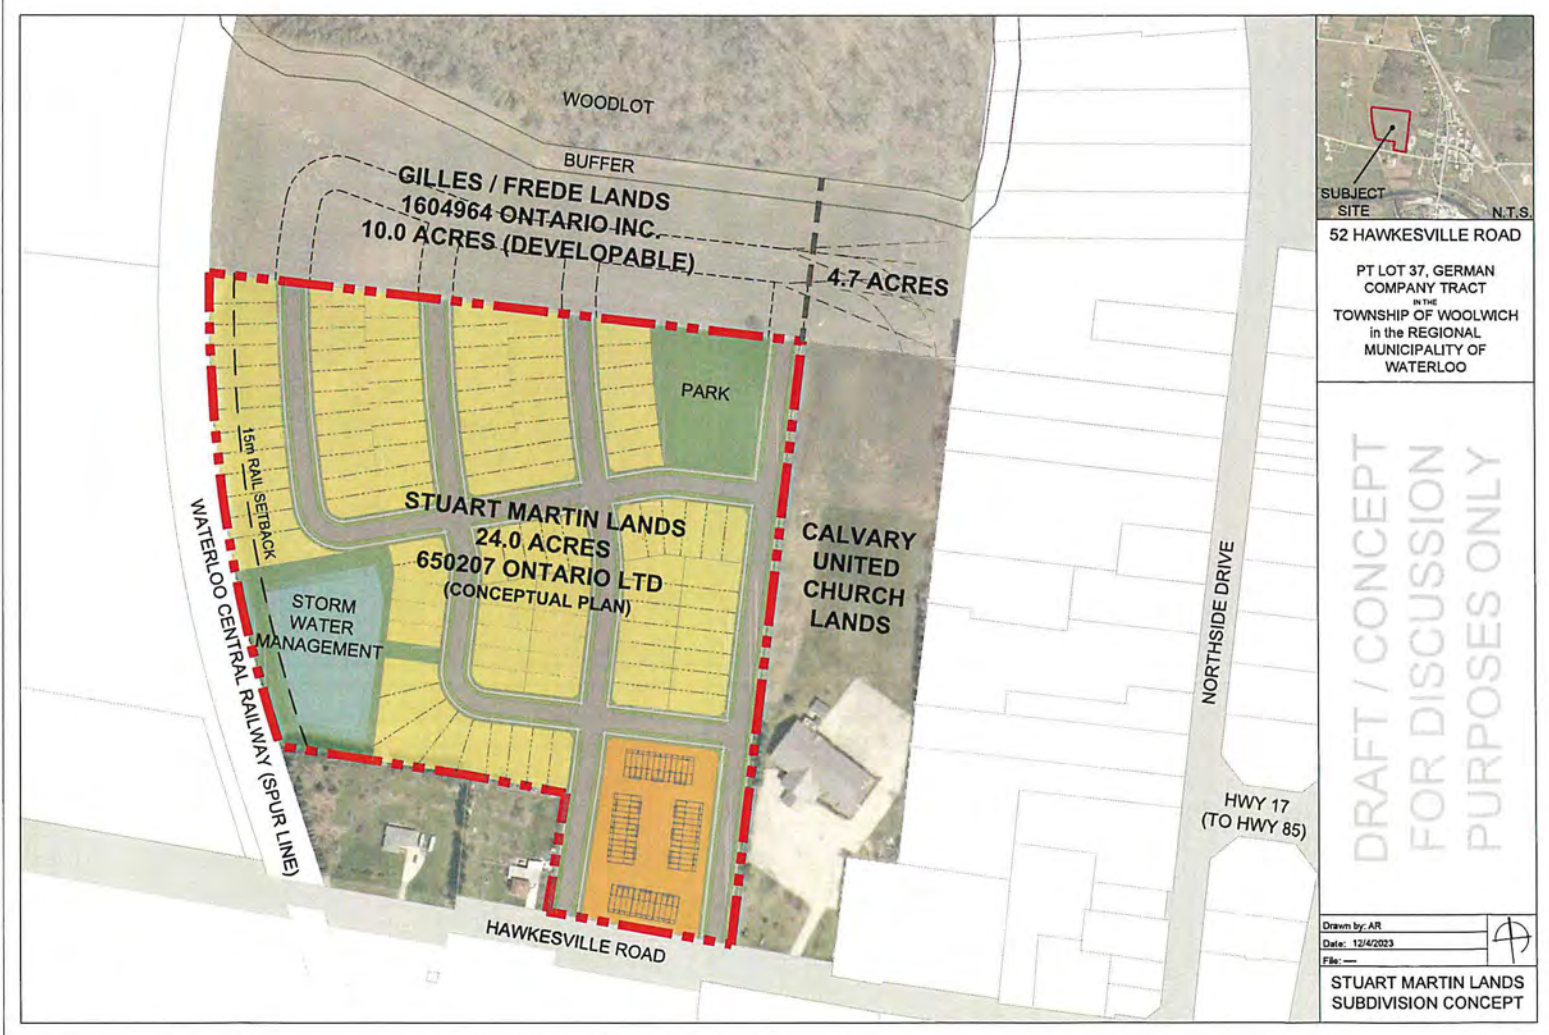 WOODLOT
BUFFER
GILLES / FREDE LANDS
1604964 ONTARIO INC.
10.0 ACRES (DEVELOPABLE)
4.7 ACRES
PARK
15m RAIL SETBACK
STUART MARTIN LANDS
24.0 ACRES
650207 ONTARIO LTD
(CONCEPTUAL PLAN)
STORM
WATER
MANAGEMENT
WATERLOO CENTRAL RAILWAY (SPUR LINE)
CALVARY
UNITED
CHURCH
LANDS
NORTHSIDE DRIVE
HWY 17
(TO HWY 85)
HAWKESVILLE ROAD
SUBJECT
SITE
N.T.S.
52 HAWKESVILLE ROAD
PT LOT 37, GERMAN
COMPANY TRACT
IN THE
TOWNSHIP OF WOOLWICH
in the REGIONAL
MUNICIPALITY OF
WATERLOO
DRAFT / CONCEPT
FOR DISCUSSION
PURPOSES ONLY
Drawn by: AR
Date: 12/4/2023
File: —
STUART MARTIN LANDS
SUBDIVISION CONCEPT